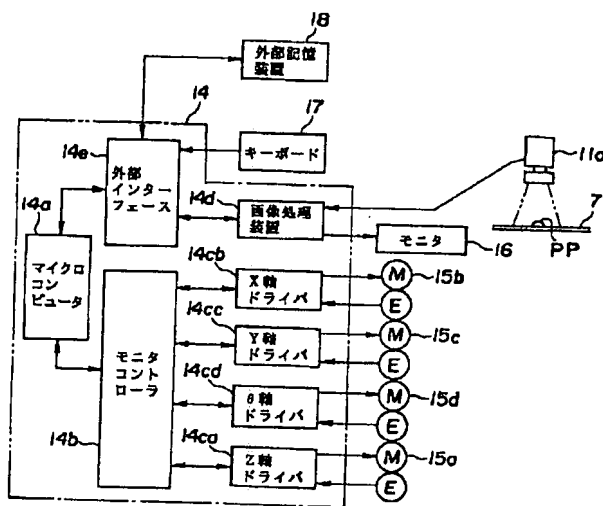 18
外部記憶
装置
14
17
キーボード
14e
外部
インター
フェース
11a
14a
14d
画像処理
装置
7
PP
モニタ
16
マイクロ
コン
ピュータ
14cb
X軸
ドライバ
M
15b
E
14cc
Y軸
ドライバ
M
15c
E
モニタ
コント
ローラ
14cd
θ軸
ドライバ
M
15d
E
14b
14ca
Z軸
ドライバ
M
15a
E